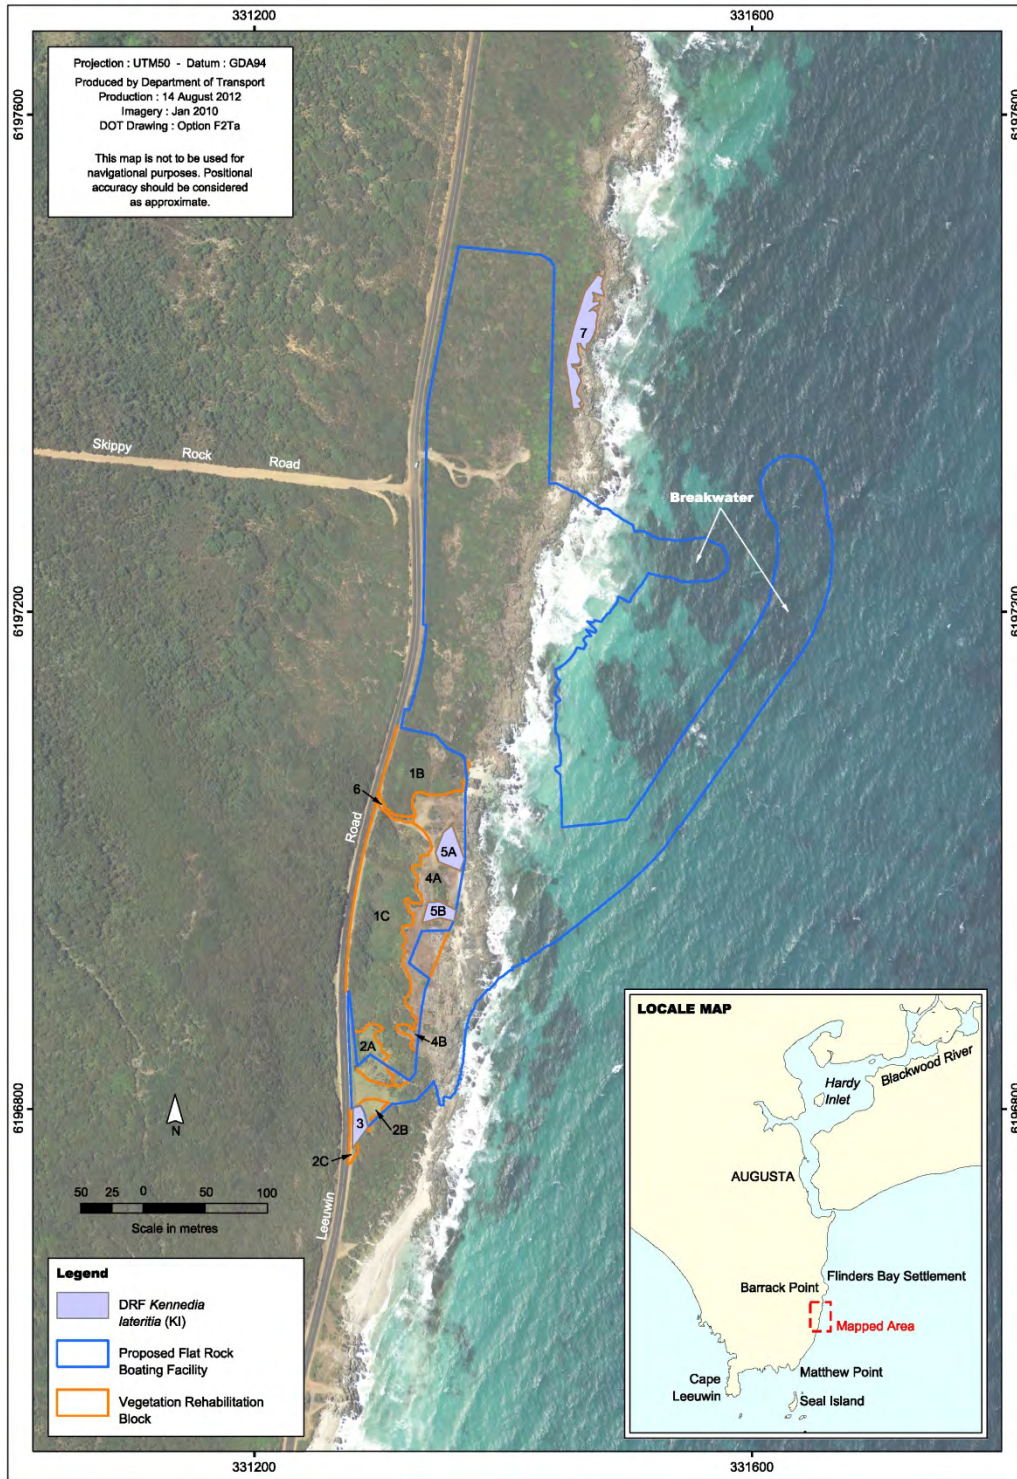 331200
331600
Projection : UTM50 - Datum : GDA94
Produced by Department of Transport
Production : 14 August 2012
Imagery : Jan 2010
DOT Drawing : Option F2Ta
This map is not to be used for
navigational purposes. Positional
accuracy should be considered
as approximate.
6197600
6197600
7
Skippy Rock Road
Breakwater
6197200
6197200
1B
6
Road
5A
4A
5B
1C
2A
4B
6196800
6196800
3
2B
2C
N
Leeuwin
50 25 0 50 100
Scale in metres
Legend
DRF Kennedia
lateritia (Kl)
Proposed Flat Rock
Boating Facility
Vegetation Rehabilitation
Block
LOCALE MAP
Hardy
Inlet
Blackwood River
AUGUSTA
Flinders Bay Settlement
Barrack Point
Mapped Area
Matthew Point
Cape
Leeuwin
Seal Island
331200
331600